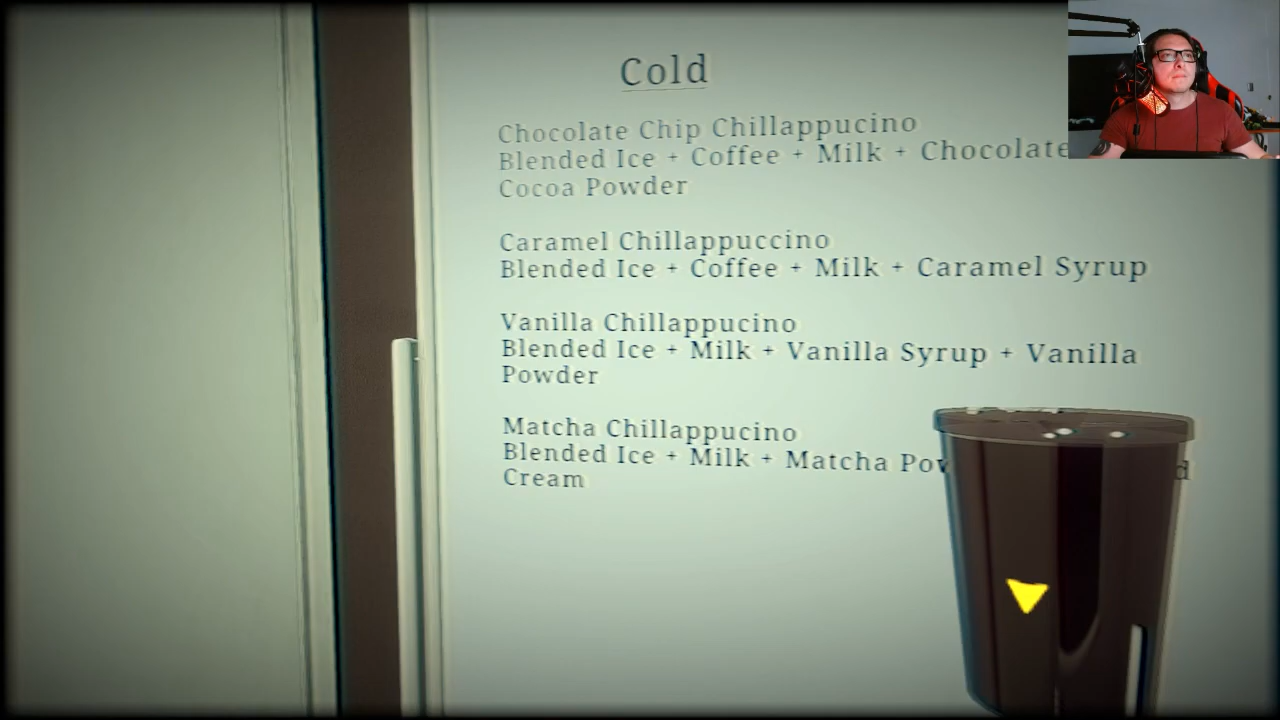 Cold
Chocolate Chip Chillappucino
Blended Ice + Coffee + Milk + Chocolate
Cocoa Powder
Caramel Chillappuccino
Blended Ice + Coffee + Milk + Caramel Syrup
Vanilla Chillappucino
Blended Ice + Milk + Vanilla Syrup + Vanilla
Powder
Matcha Chillappucino
Blended Ice + Milk + Matcha
Cream